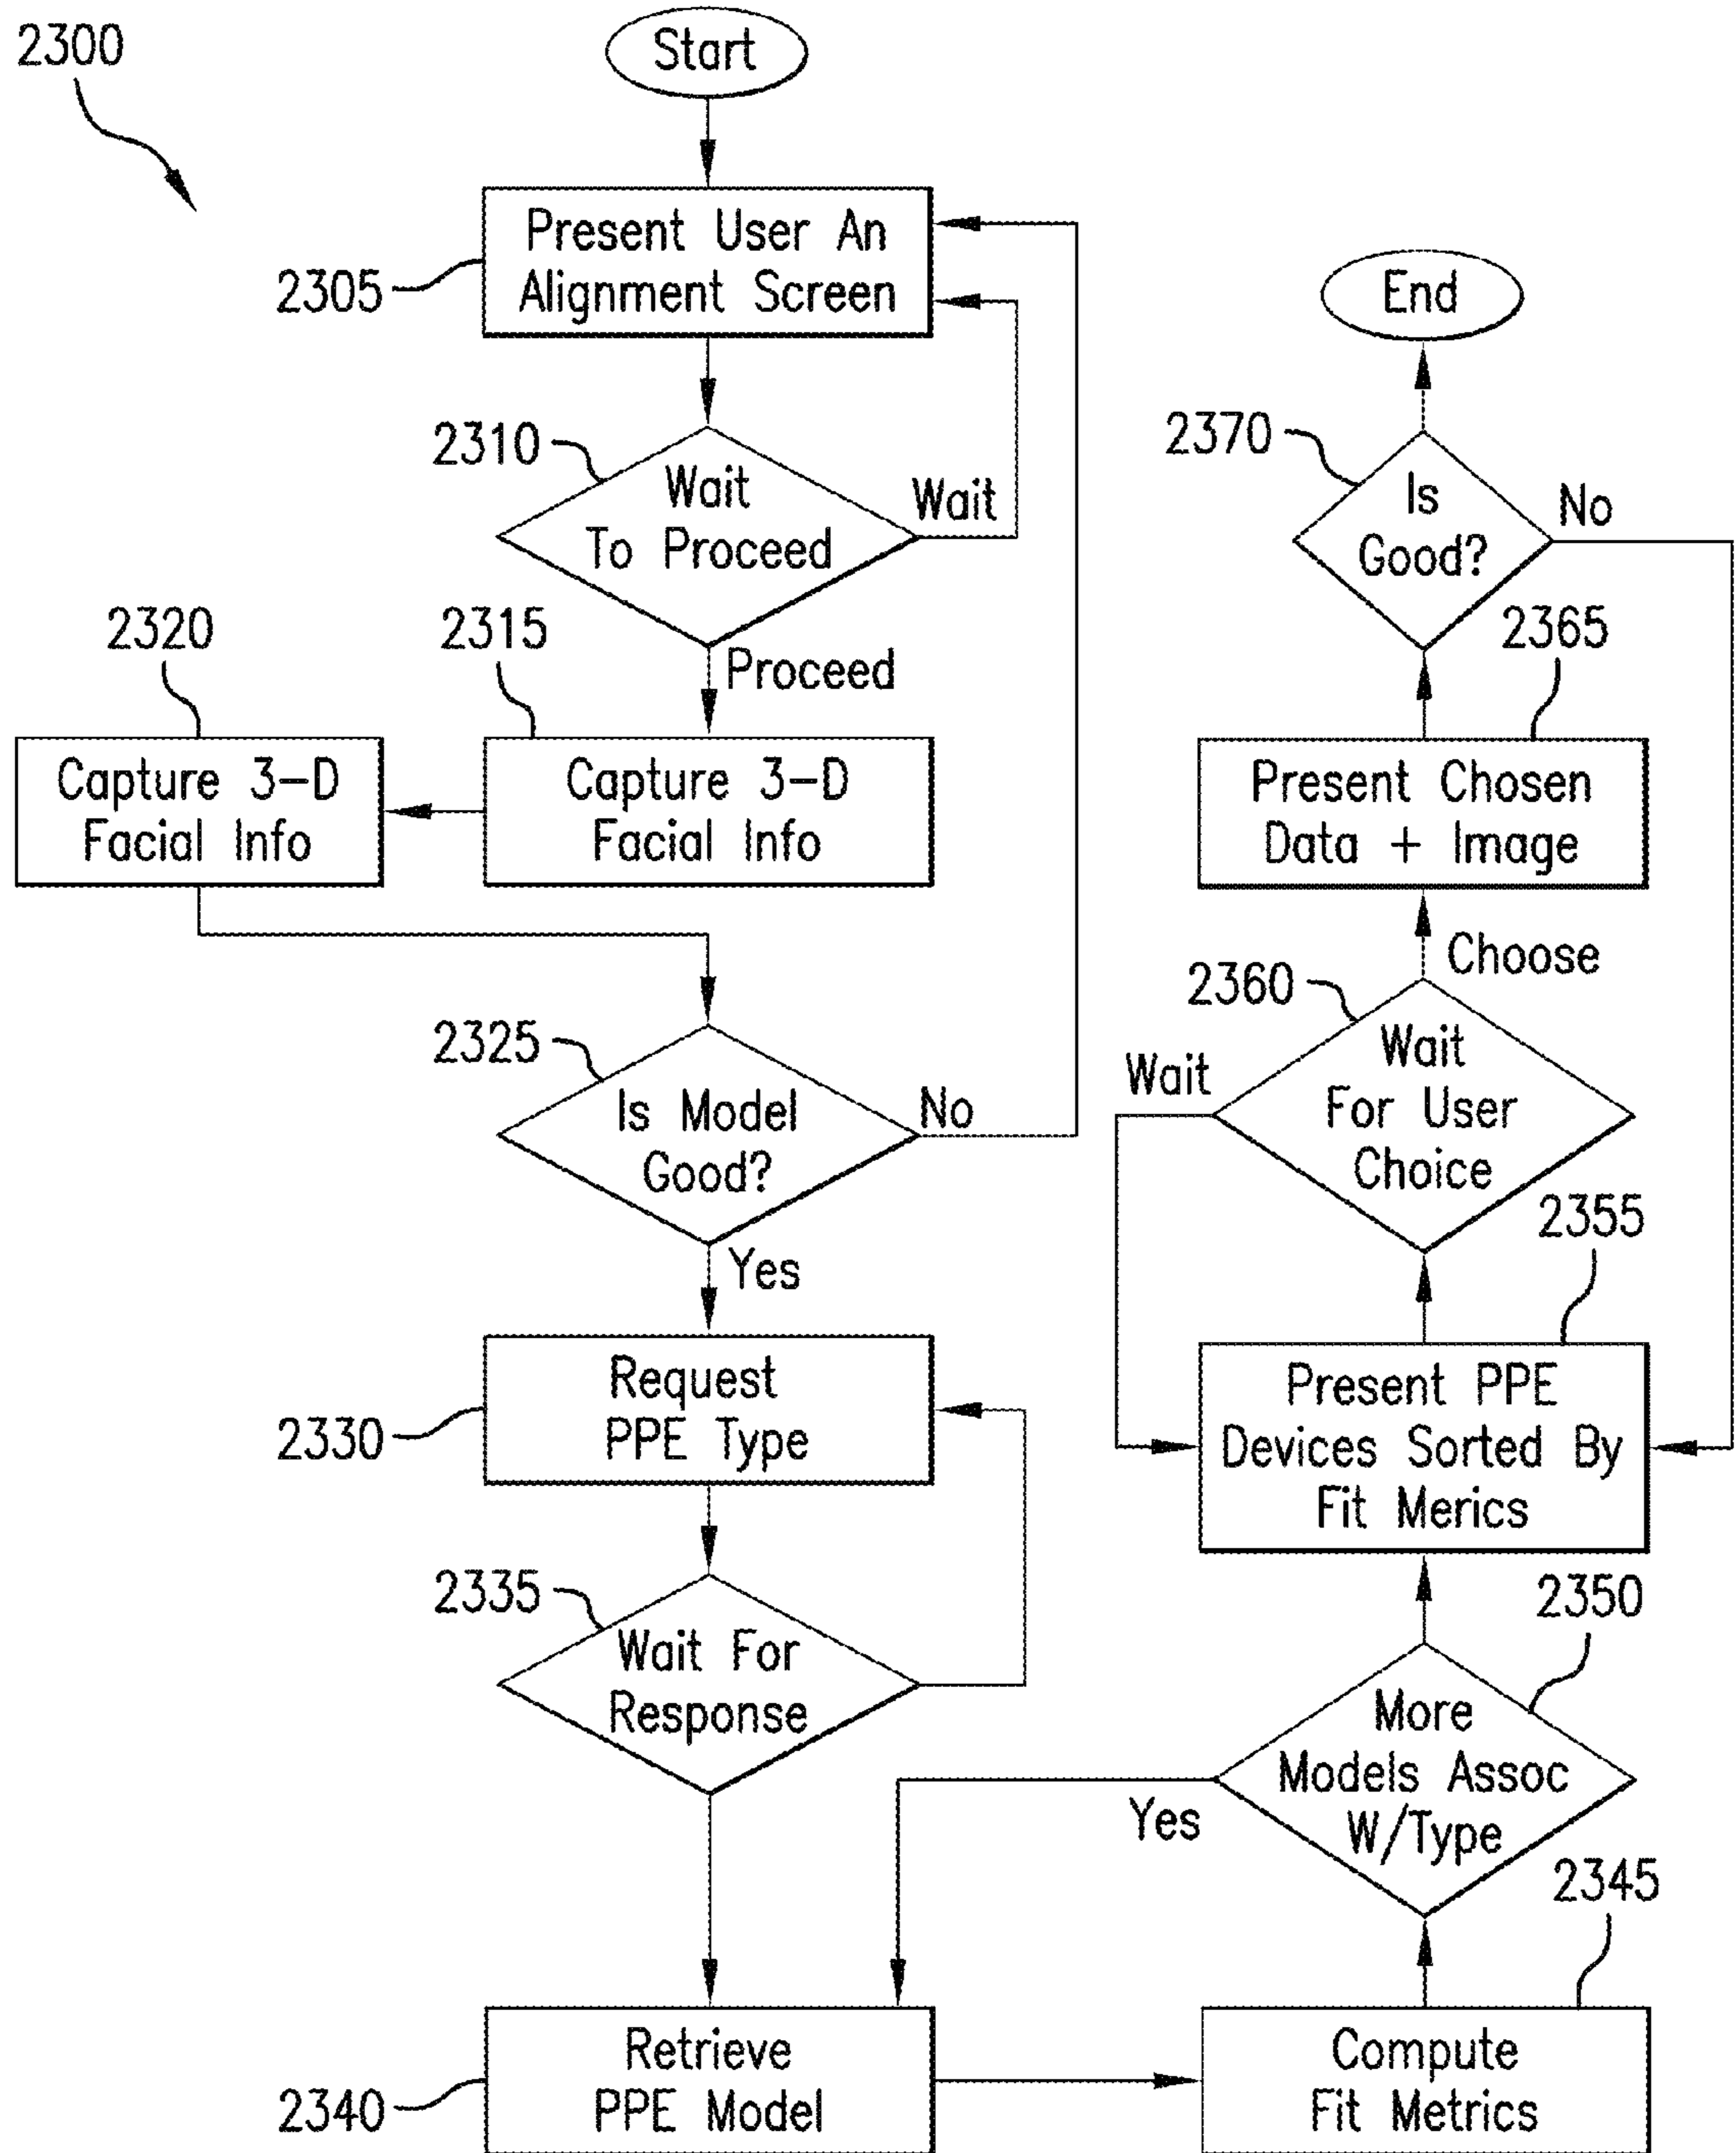 2300
Start
2305
Present User An
Alignment Screen
2310
Wait
To Proceed
Wait
Proceed
2315
Capture 3-D
Facial Info
2320
Capture 3-D
Facial Info
2325
Is Model
Good?
No
Yes
2330
Request
PPE Type
2335
Wait For
Response
2340
Retrieve
PPE Model
2345
Compute
Fit Metrics
2350
More
Models Assoc
W/Type
Yes
2355
Present PPE
Devices Sorted By
Fit Merics
2360
Wait
For User
Choice
Wait
Choose
2365
Present Chosen
Data + Image
2370
Is
Good?
No
End